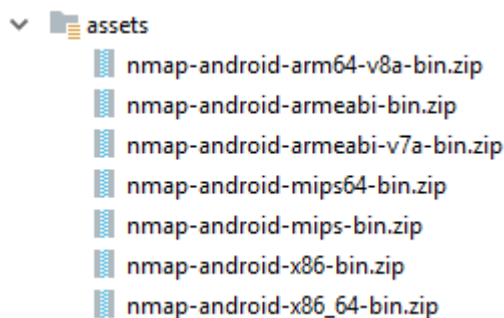 assets
nmap-android-arm64-v8a-bin.zip
nmap-android-armeabi-bin.zip
nmap-android-armeabi-v7a-bin.zip
nmap-android-mips64-bin.zip
nmap-android-mips-bin.zip
nmap-android-x86-bin.zip
nmap-android-x86_64-bin.zip